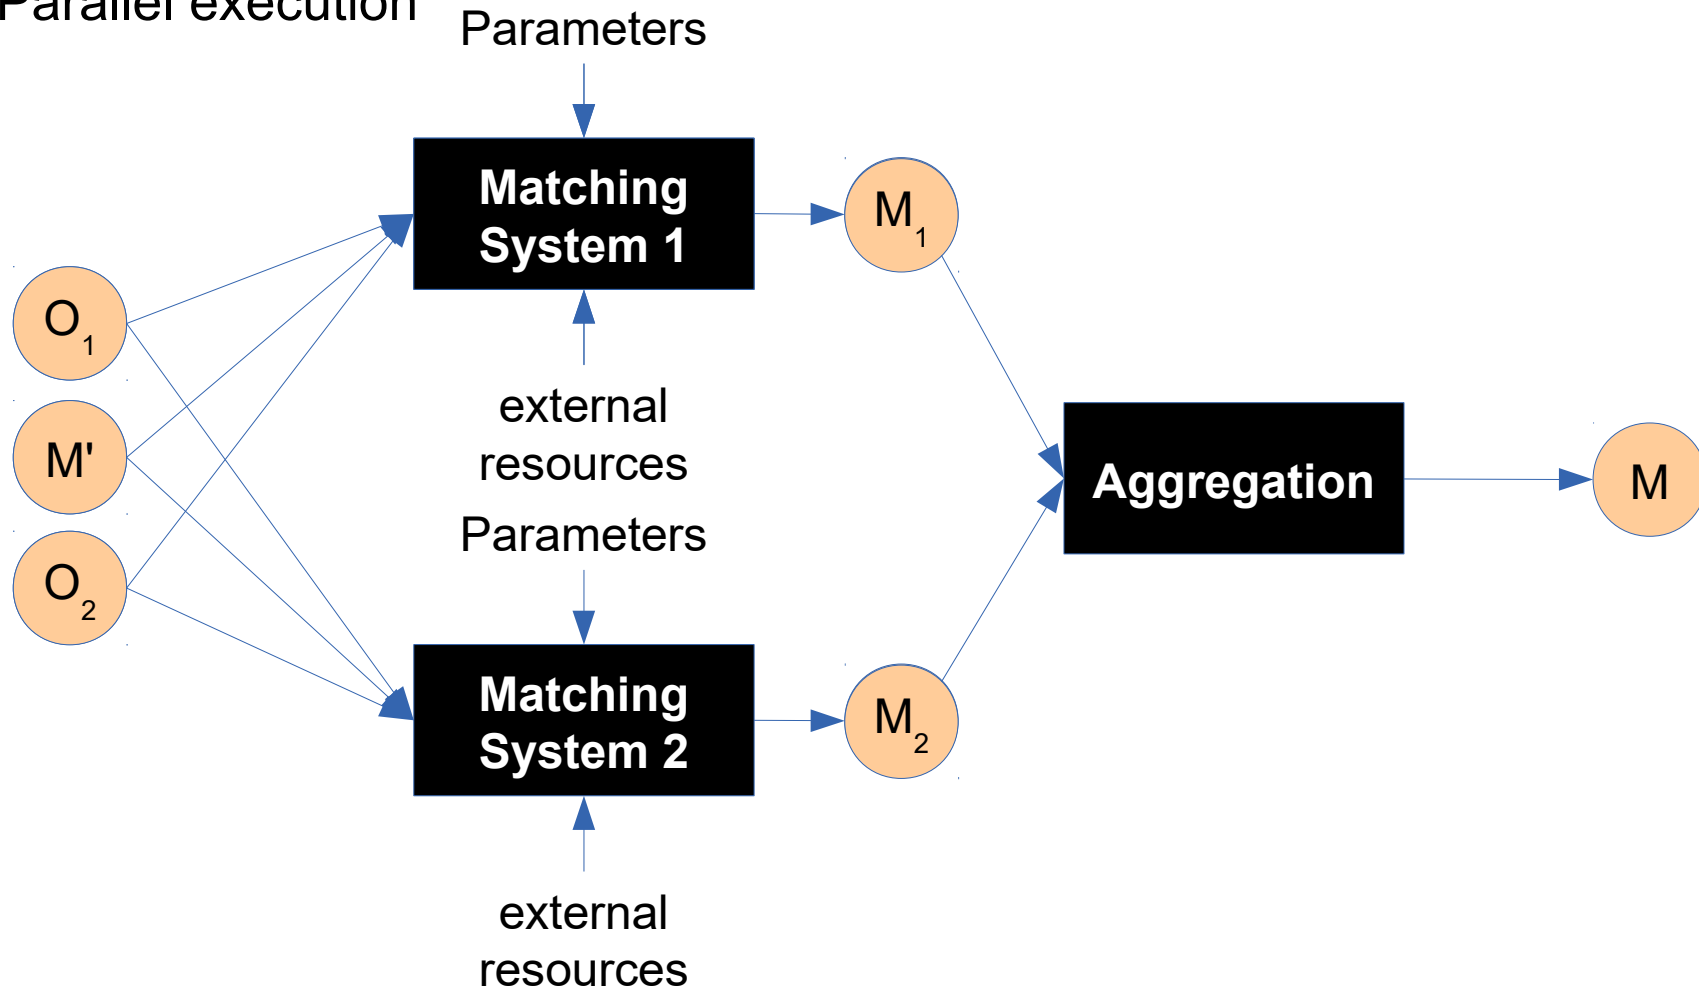 Parallel execution
Parameters
Matching
System 1
M1
O1
external
resources
M'
Parameters
Aggregation
M
O2
Matching
System 2
M2
external
resources